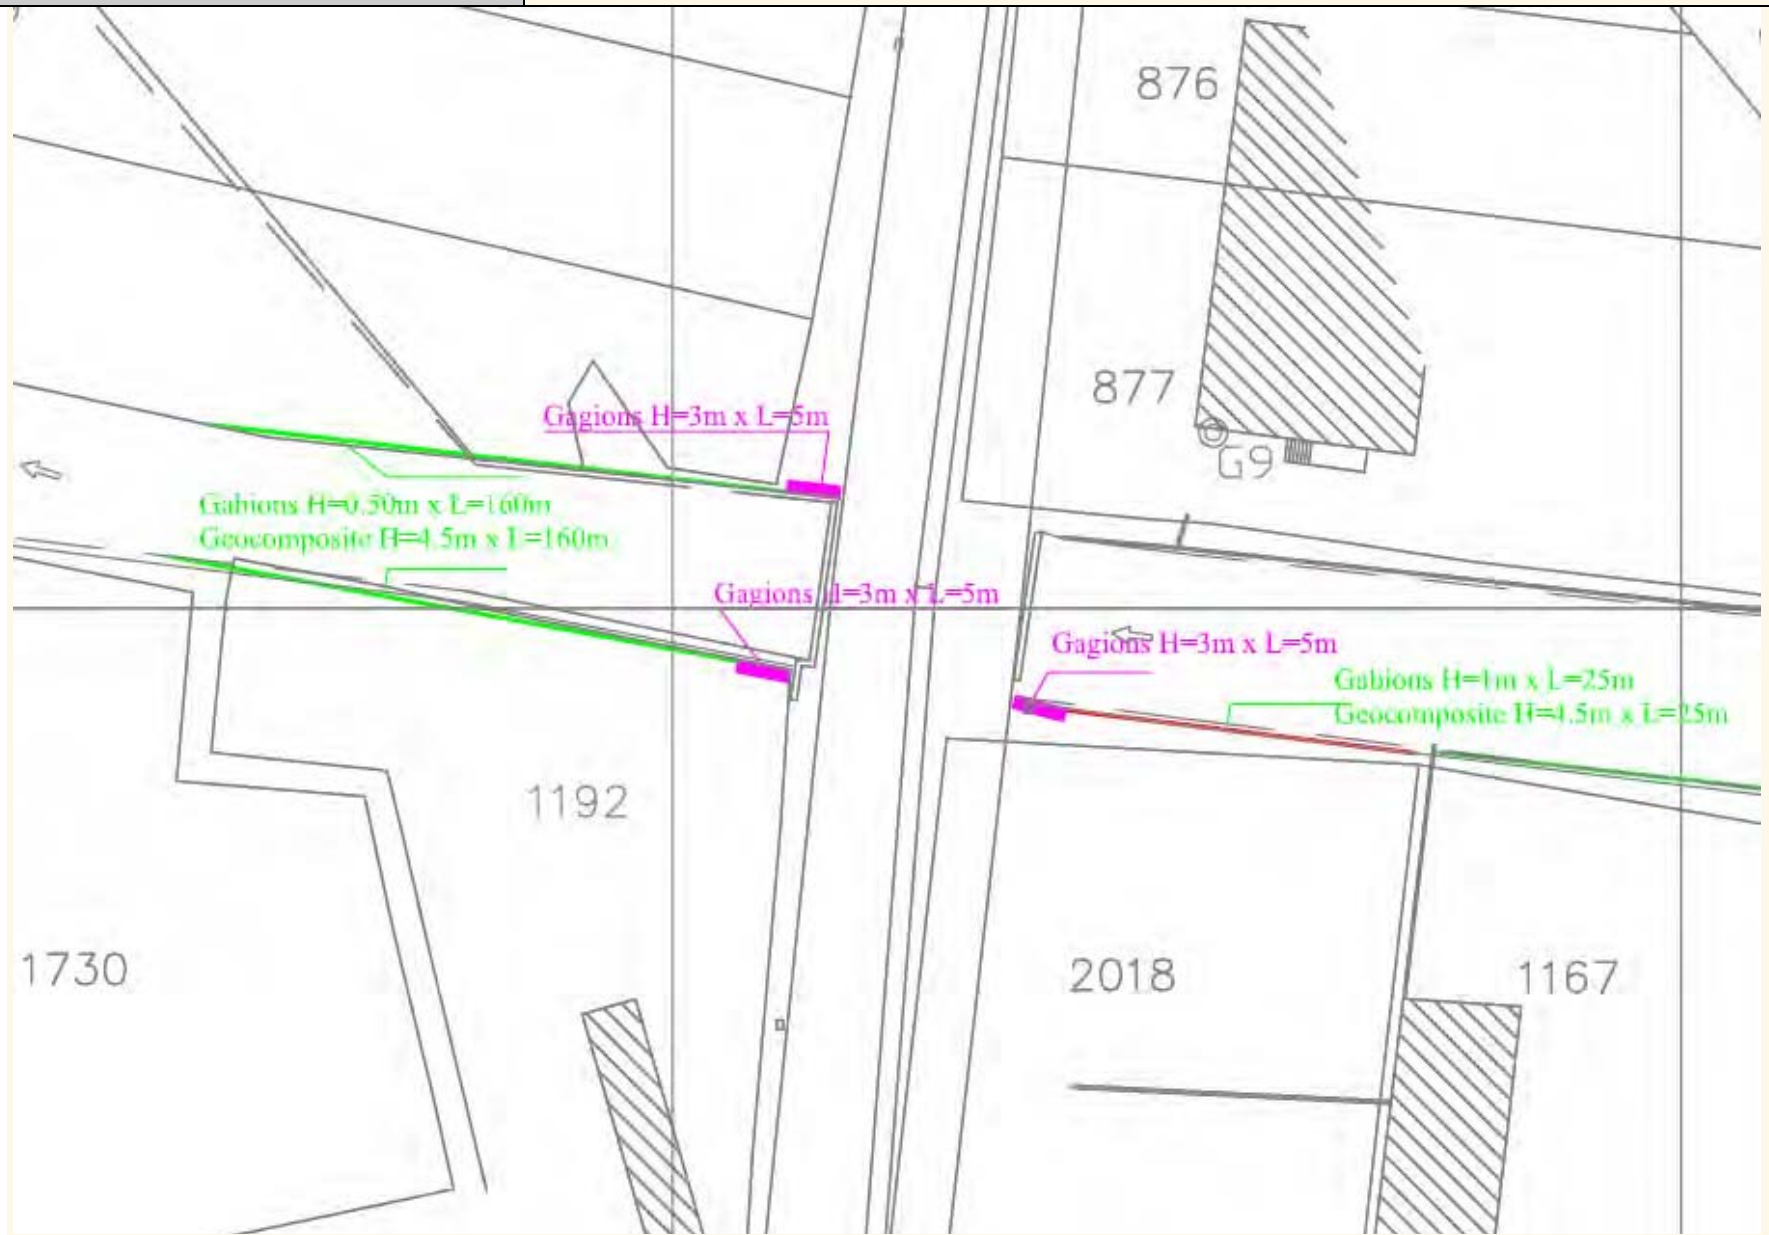 876
877
Gagions H=3m x L=5m
G9
Gabions H=0.50m x L=160m
Geocomposite H=4.5m x L=160m
Gagions H=3m x L=5m
Gagions H=3m x L=5m
Gabions H=1m x L=25m
Geocomposite H=4.5m x L=25m
1192
1730
2018
1167